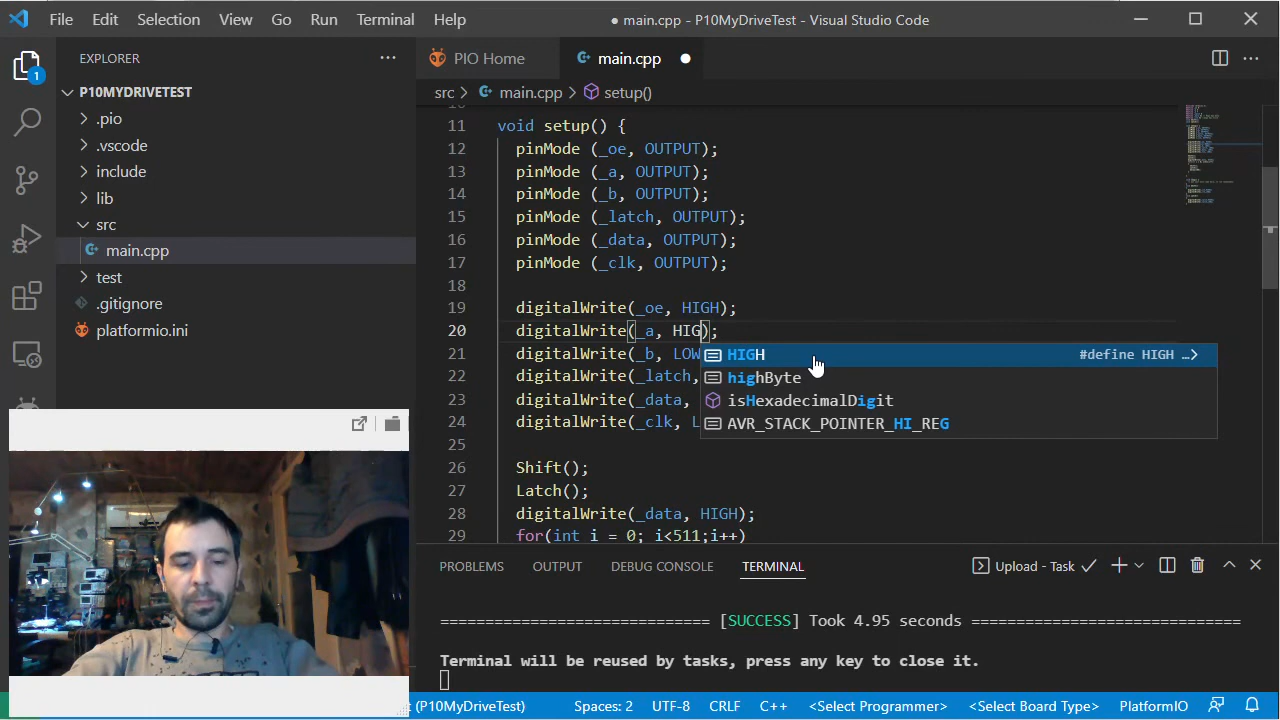 File Edit Selection View Go Run Terminal Help
● main.cpp - P10MyDriveTest - Visual Studio Code
EXPLORER
P10MYDRIVETEST
.pio
.vscode
include
lib
src
main.cpp
test
.gitignore
platformio.ini
1
PIO Home
main.cpp
src > main.cpp > setup()
11 void setup() {
12 pinMode (_oe, OUTPUT);
13 pinMode (_a, OUTPUT);
14 pinMode (_b, OUTPUT);
15 pinMode (_latch, OUTPUT);
16 pinMode (_data, OUTPUT);
17 pinMode (_clk, OUTPUT);
18
19 digitalWrite(_oe, HIGH);
20 digitalWrite(_a, HIG);
21 digitalWrite(_b, LOW
22 digitalWrite(_latch,
23 digitalWrite(_data,
24 digitalWrite(_clk, L
25
26 Shift();
27 Latch();
28 digitalWrite(_data, HIGH);
29 for(int i = 0; i<511;i++)
HIGH #define HIGH …>
highByte
isHexadecimalDigit
AVR_STACK_POINTER_HI_REG
PROBLEMS OUTPUT DEBUG CONSOLE TERMINAL
Upload - Task
============================== [SUCCESS] Took 4.95 seconds ==============================
Terminal will be reused by tasks, press any key to close it.
(P10MyDriveTest) Spaces: 2 UTF-8 CRLF C++ <Select Programmer> <Select Board Type> PlatformIO